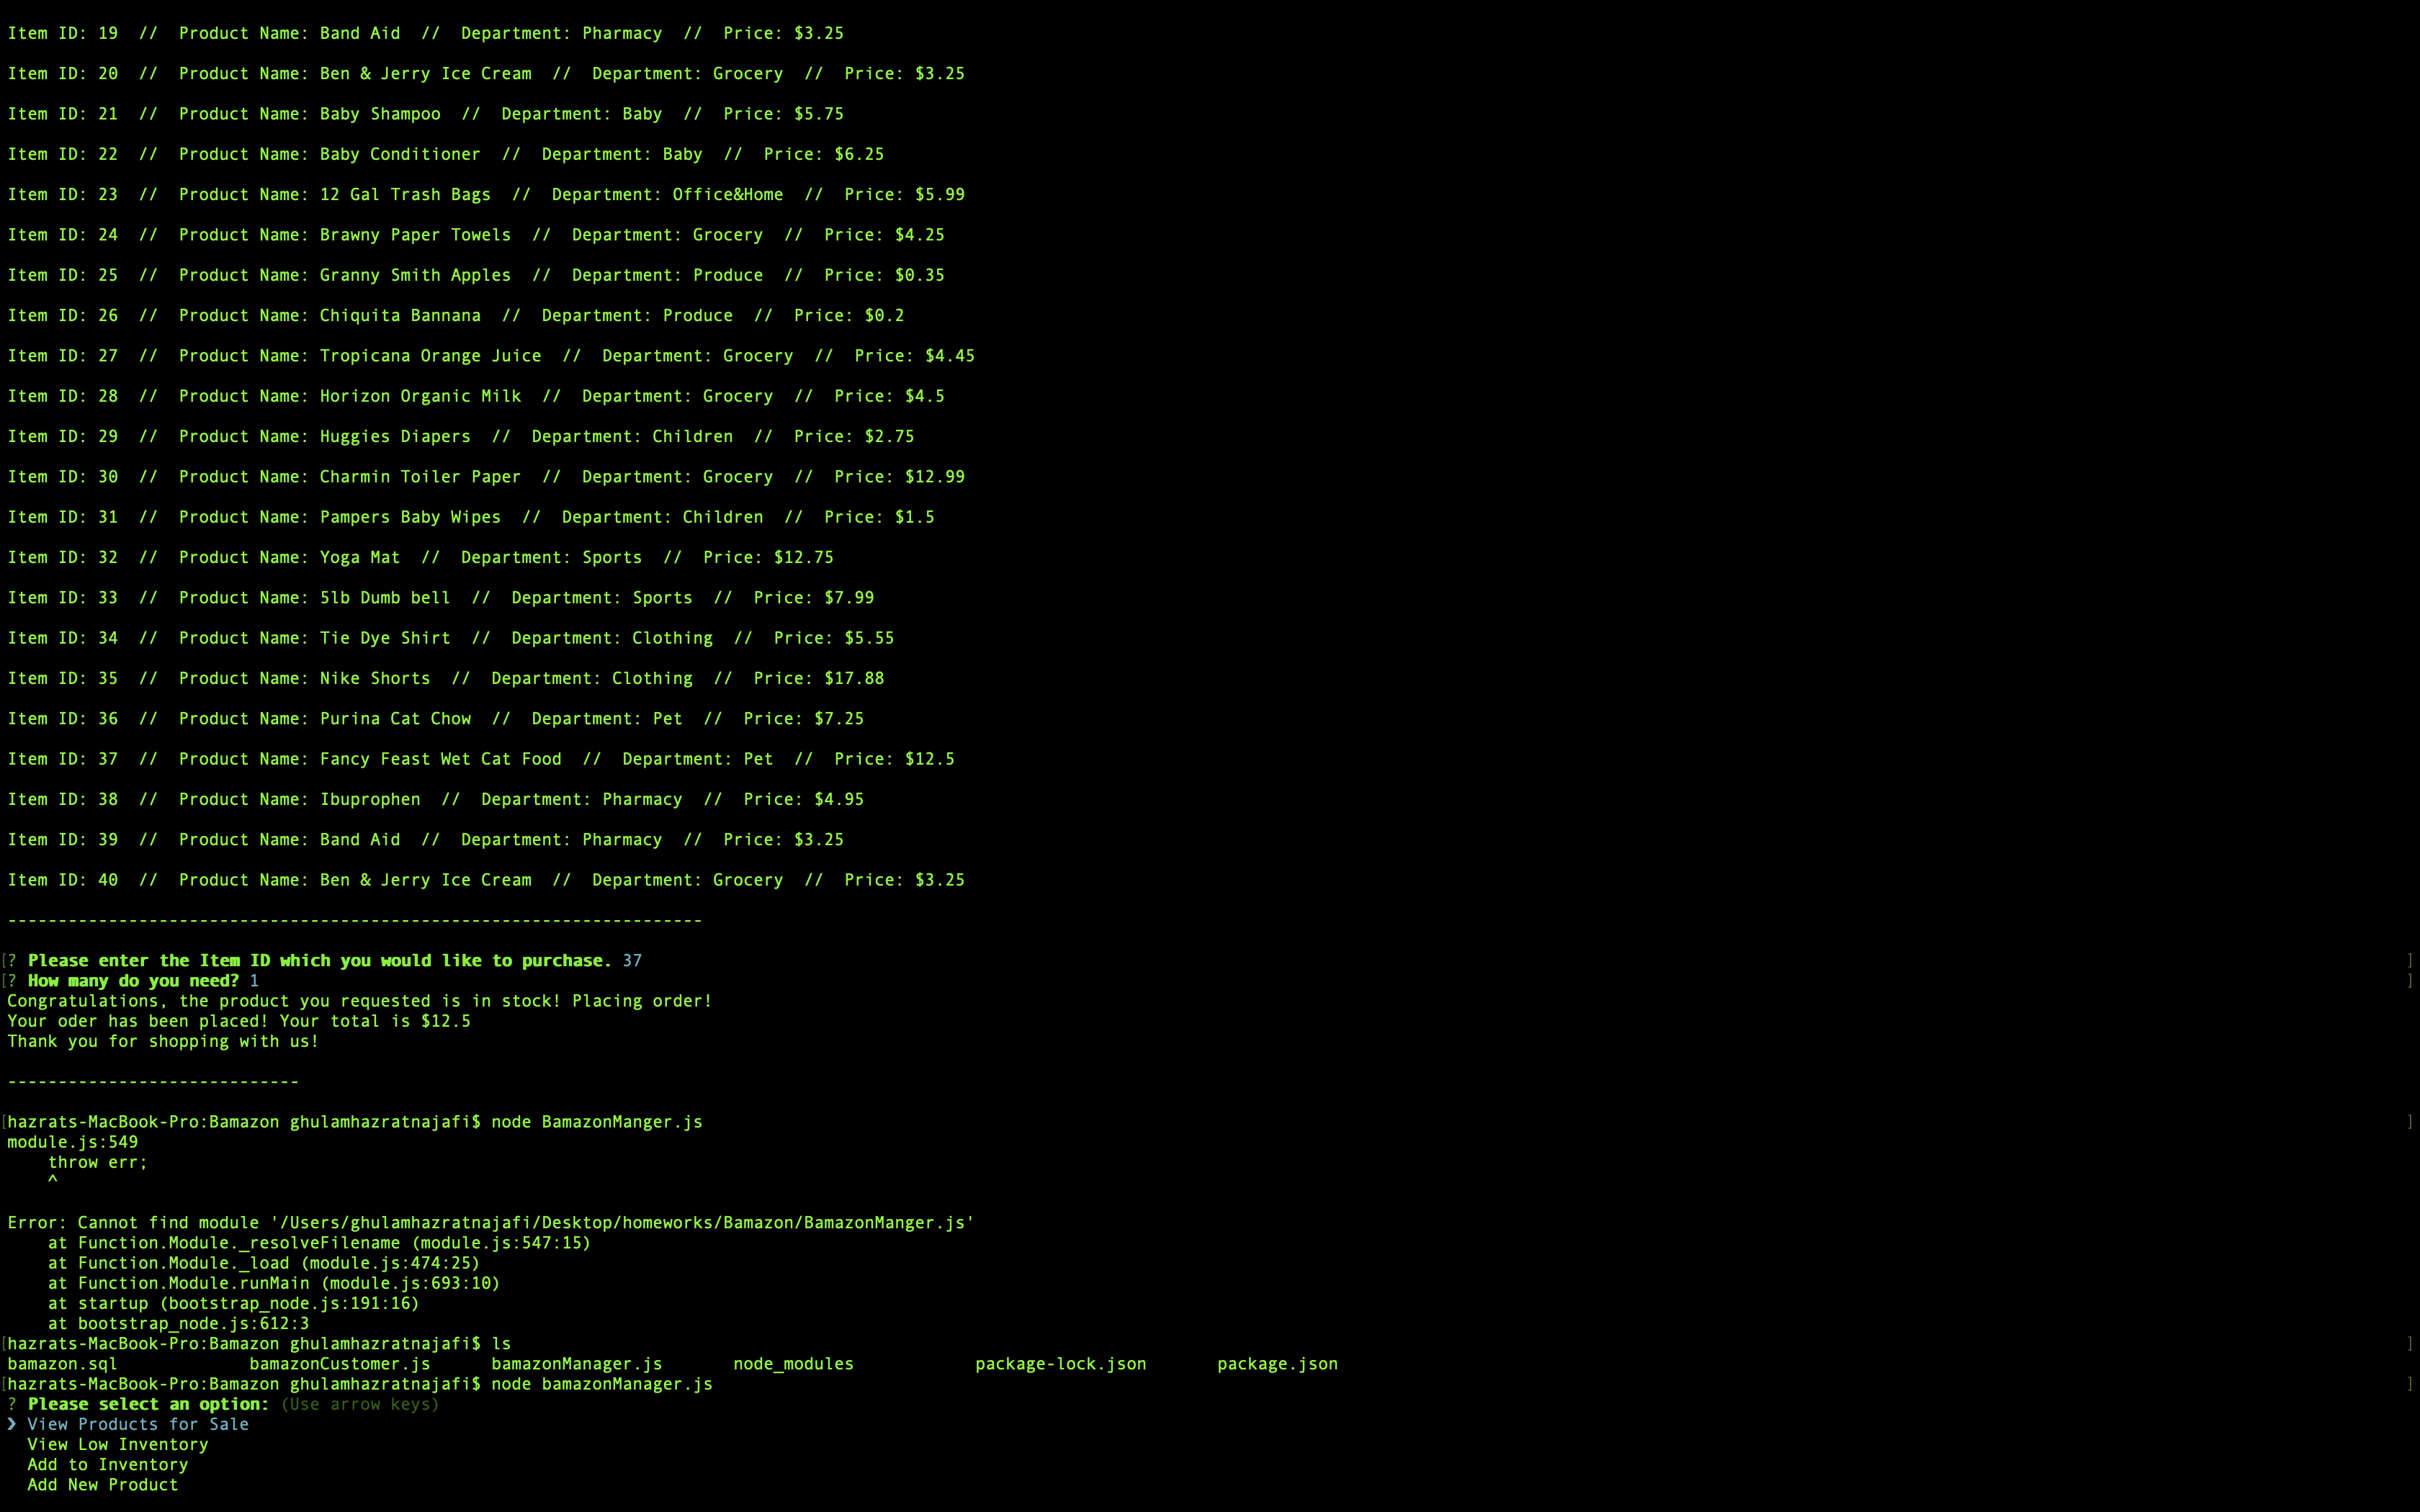 Item ID: 19  //  Product Name: Band Aid  //  Department: Pharmacy  //  Price: $3.25
Item ID: 20  //  Product Name: Ben & Jerry Ice Cream  //  Department: Grocery  //  Price: $3.25
Item ID: 21  //  Product Name: Baby Shampoo  //  Department: Baby  //  Price: $5.75
Item ID: 22  //  Product Name: Baby Conditioner  //  Department: Baby  //  Price: $6.25
Item ID: 23  //  Product Name: 12 Gal Trash Bags  //  Department: Office&Home  //  Price: $5.99
Item ID: 24  //  Product Name: Brawny Paper Towels  //  Department: Grocery  //  Price: $4.25
Item ID: 25  //  Product Name: Granny Smith Apples  //  Department: Produce  //  Price: $0.35
Item ID: 26  //  Product Name: Chiquita Bannana  //  Department: Produce  //  Price: $0.2
Item ID: 27  //  Product Name: Tropicana Orange Juice  //  Department: Grocery  //  Price: $4.45
Item ID: 28  //  Product Name: Horizon Organic Milk  //  Department: Grocery  //  Price: $4.5
Item ID: 29  //  Product Name: Huggies Diapers  //  Department: Children  //  Price: $2.75
Item ID: 30  //  Product Name: Charmin Toiler Paper  //  Department: Grocery  //  Price: $12.99
Item ID: 31  //  Product Name: Pampers Baby Wipes  //  Department: Children  //  Price: $1.5
Item ID: 32  //  Product Name: Yoga Mat  //  Department: Sports  //  Price: $12.75
Item ID: 33  //  Product Name: 5lb Dumb bell  //  Department: Sports  //  Price: $7.99
Item ID: 34  //  Product Name: Tie Dye Shirt  //  Department: Clothing  //  Price: $5.55
Item ID: 35  //  Product Name: Nike Shorts  //  Department: Clothing  //  Price: $17.88
Item ID: 36  //  Product Name: Purina Cat Chow  //  Department: Pet  //  Price: $7.25
Item ID: 37  //  Product Name: Fancy Feast Wet Cat Food  //  Department: Pet  //  Price: $12.5
Item ID: 38  //  Product Name: Ibuprophen  //  Department: Pharmacy  //  Price: $4.95
Item ID: 39  //  Product Name: Band Aid  //  Department: Pharmacy  //  Price: $3.25
Item ID: 40  //  Product Name: Ben & Jerry Ice Cream  //  Department: Grocery  //  Price: $3.25
---------------------------------------------------------------------
[? Please enter the Item ID which you would like to purchase. 37 ]
[? How many do you need? 1 ]
Congratulations, the product you requested is in stock! Placing order!
Your oder has been placed! Your total is $12.5
Thank you for shopping with us!
-----------------------------
[hazrats-MacBook-Pro:Bamazon ghulamhazratnajafi$ node BamazonManger.js ]
module.js:549
    throw err;
    ^
Error: Cannot find module '/Users/ghulamhazratnajafi/Desktop/homeworks/Bamazon/BamazonManger.js'
    at Function.Module._resolveFilename (module.js:547:15)
    at Function.Module._load (module.js:474:25)
    at Function.Module.runMain (module.js:693:10)
    at startup (bootstrap_node.js:191:16)
    at bootstrap_node.js:612:3
[hazrats-MacBook-Pro:Bamazon ghulamhazratnajafi$ ls ]
bamazon.sql  bamazonCustomer.js  bamazonManager.js  node_modules  package-lock.json  package.json
[hazrats-MacBook-Pro:Bamazon ghulamhazratnajafi$ node bamazonManager.js ]
? Please select an option: (Use arrow keys)
❯ View Products for Sale
  View Low Inventory
  Add to Inventory
  Add New Product